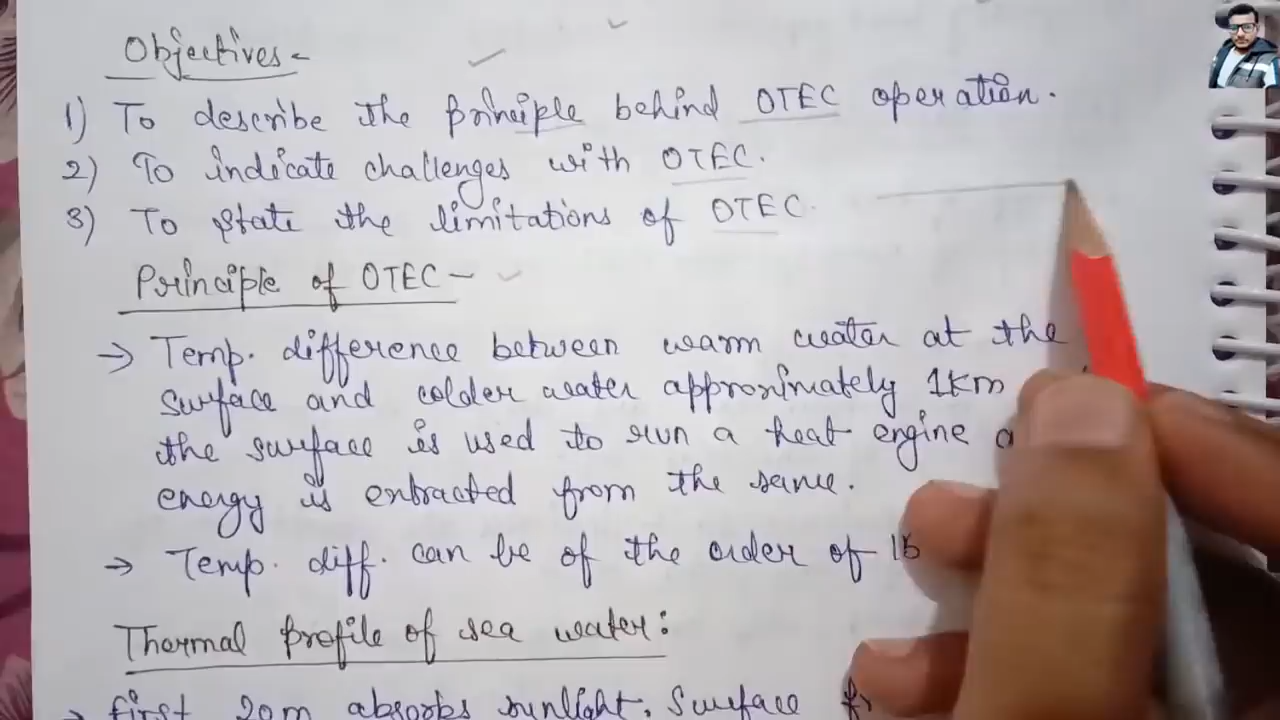 Objectives -
1) To describe the principle behind OTEC operation.
2) To indicate challenges with OTEC.
3) To state the limitations of OTEC.
Principle of OTEC -
→ Temp. difference between warm water at the
surface and colder water approximately 1km
the surface is used to run a heat engine
energy is extracted from the same.
→ Temp. diff. can be of the order of
Thermal profile of sea water:
→ first 20m absorbs sunlight. Surface